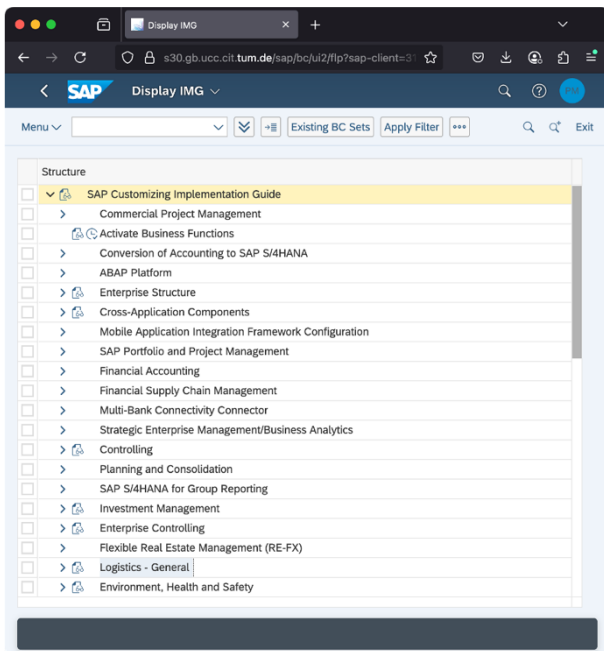 Display IMG
s30.gb.ucc.cit.tum.de/sap/bc/ui2/flp?sap-client=31
SAP Display IMG PM
Menu Existing BC Sets Apply Filter Exit
Structure
SAP Customizing Implementation Guide
Commercial Project Management
Activate Business Functions
Conversion of Accounting to SAP S/4HANA
ABAP Platform
Enterprise Structure
Cross-Application Components
Mobile Application Integration Framework Configuration
SAP Portfolio and Project Management
Financial Accounting
Financial Supply Chain Management
Multi-Bank Connectivity Connector
Strategic Enterprise Management/Business Analytics
Controlling
Planning and Consolidation
SAP S/4HANA for Group Reporting
Investment Management
Enterprise Controlling
Flexible Real Estate Management (RE-FX)
Logistics - General
Environment, Health and Safety